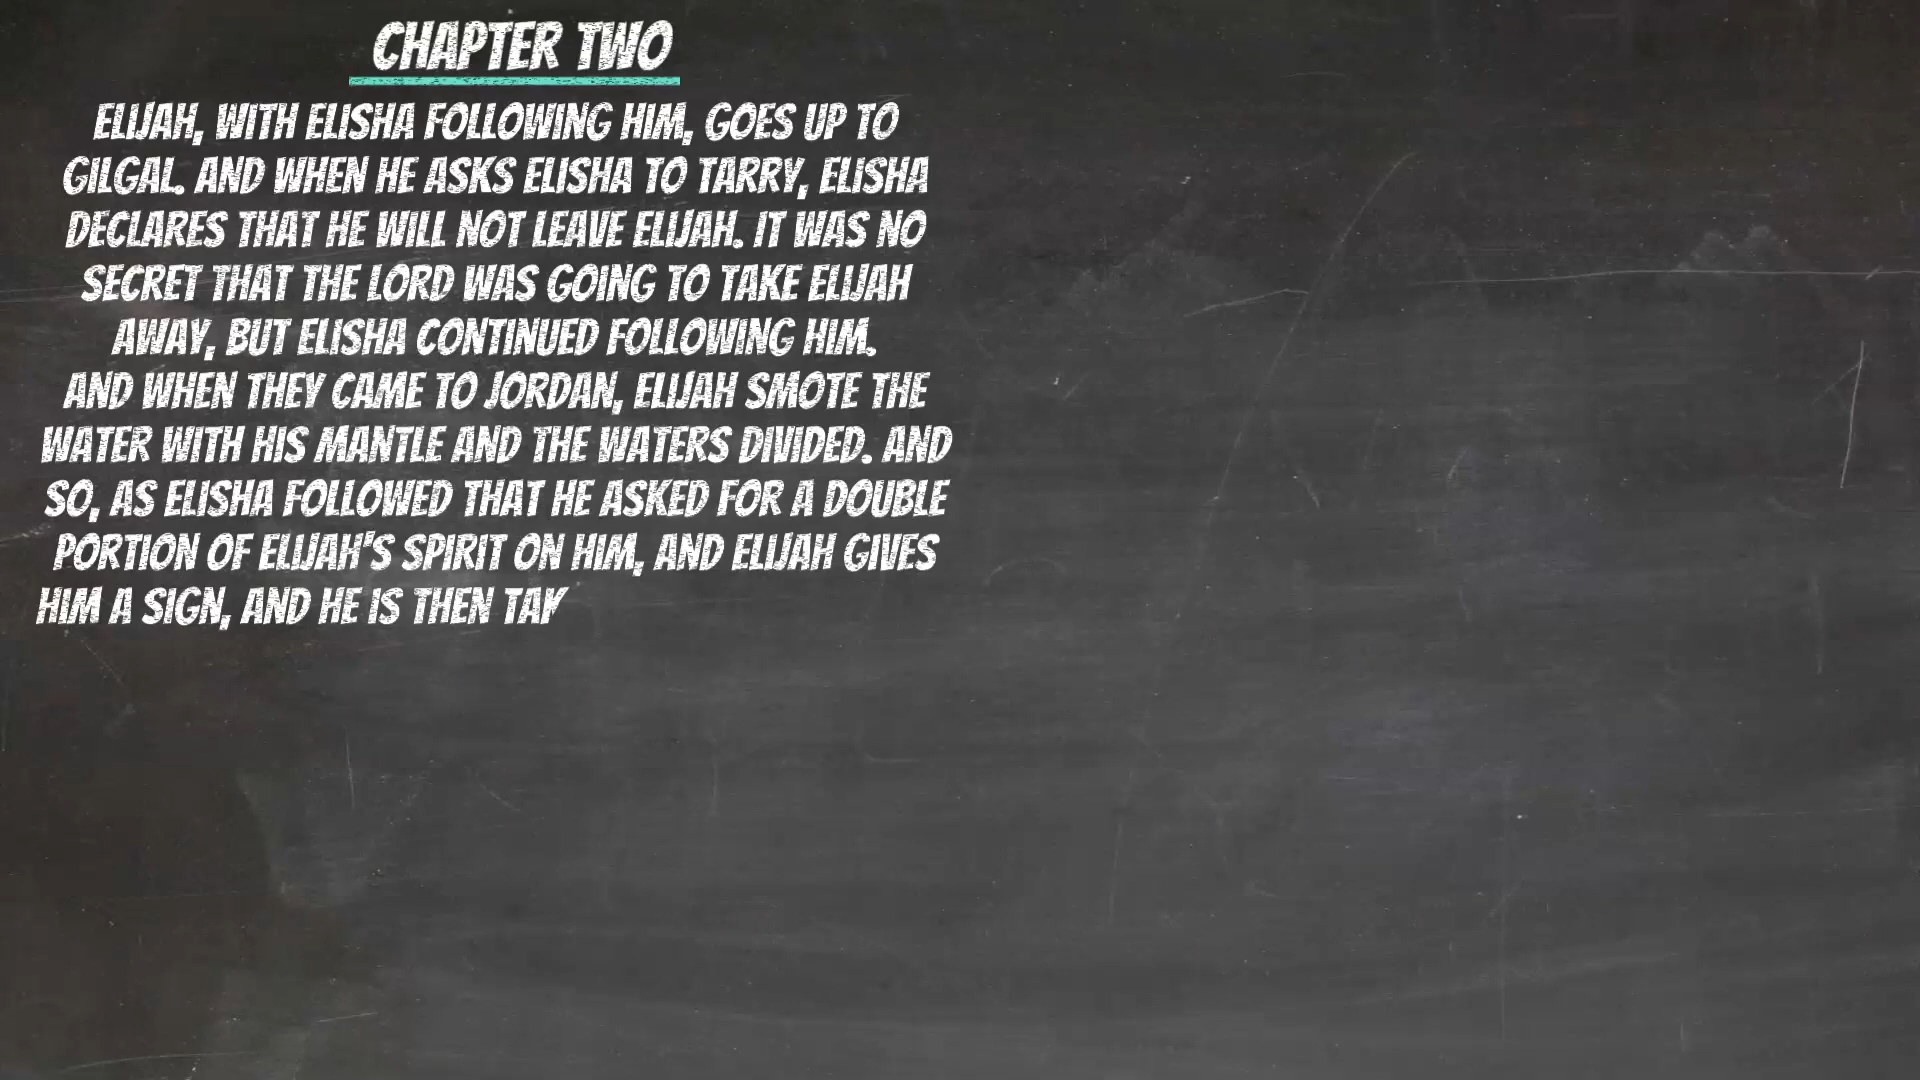 CHAPTER TWO
ELIJAH, WITH ELISHA FOLLOWING HIM, GOES UP TO
GILGAL. AND WHEN HE ASKS ELISHA TO TARRY, ELISHA
DECLARES THAT HE WILL NOT LEAVE ELIJAH. IT WAS NO
SECRET THAT THE LORD WAS GOING TO TAKE ELIJAH
AWAY, BUT ELISHA CONTINUED FOLLOWING HIM.
AND WHEN THEY CAME TO JORDAN, ELIJAH SMOTE THE
WATER WITH HIS MANTLE AND THE WATERS DIVIDED. AND
SO, AS ELISHA FOLLOWED THAT HE ASKED FOR A DOUBLE
PORTION OF ELIJAH'S SPIRIT ON HIM, AND ELIJAH GIVES
HIM A SIGN, AND HE IS THEN